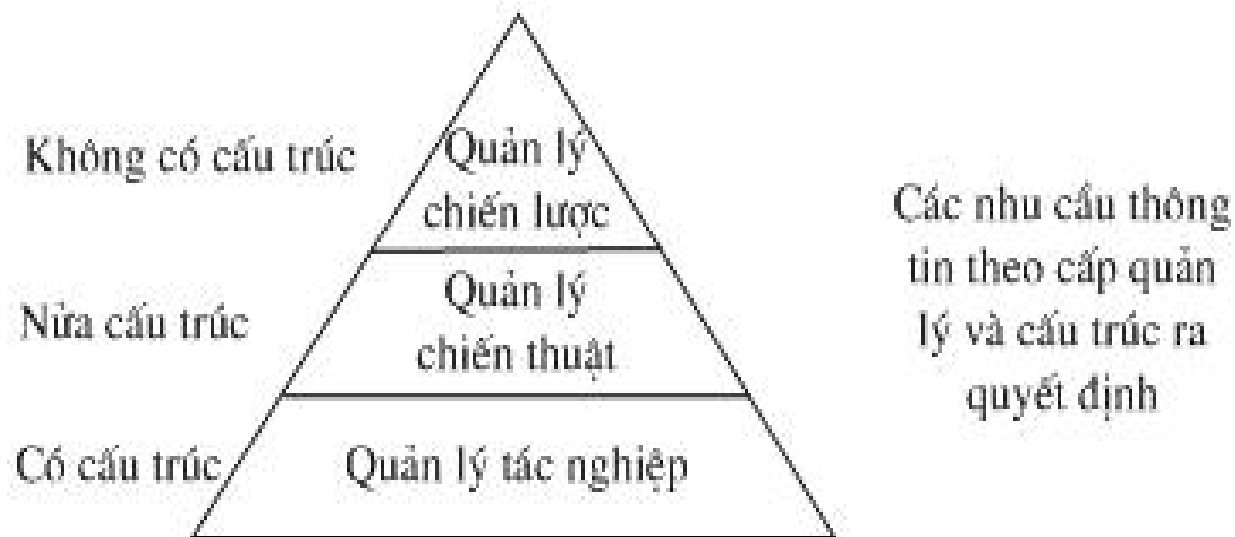 Không có cấu trúc
Quản lý
chiến lược
Nửa cấu trúc
Quản lý
chiến thuật
Có cấu trúc
Quản lý tác nghiệp
Các nhu cầu thông
tin theo cấp quản
lý và cấu trúc ra
quyết định